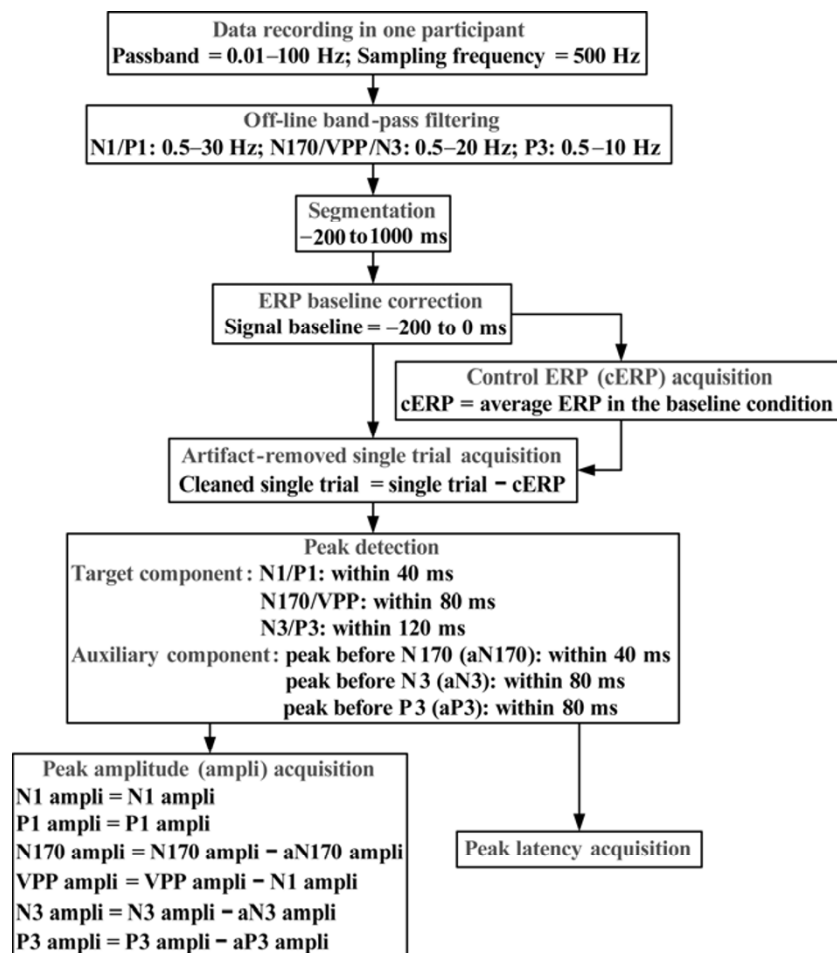 Data recording in one participant
Passband = 0.01–100 Hz; Sampling frequency = 500 Hz
Off-line band-pass filtering
N1/P1: 0.5–30 Hz; N170/VPP/N3: 0.5–20 Hz; P3: 0.5–10 Hz
Segmentation
−200 to 1000 ms
ERP baseline correction
Signal baseline = −200 to 0 ms
Control ERP (cERP) acquisition
cERP = average ERP in the baseline condition
Artifact-removed single trial acquisition
Cleaned single trial = single trial − cERP
Peak detection
Target component: N1/P1: within 40 ms
N170/VPP: within 80 ms
N3/P3: within 120 ms
Auxiliary component: peak before N170 (aN170): within 40 ms
peak before N3 (aN3): within 80 ms
peak before P3 (aP3): within 80 ms
Peak amplitude (ampli) acquisition
N1 ampli = N1 ampli
P1 ampli = P1 ampli
N170 ampli = N170 ampli − aN170 ampli
VPP ampli = VPP ampli − N1 ampli
N3 ampli = N3 ampli − aN3 ampli
P3 ampli = P3 ampli − aP3 ampli
Peak latency acquisition